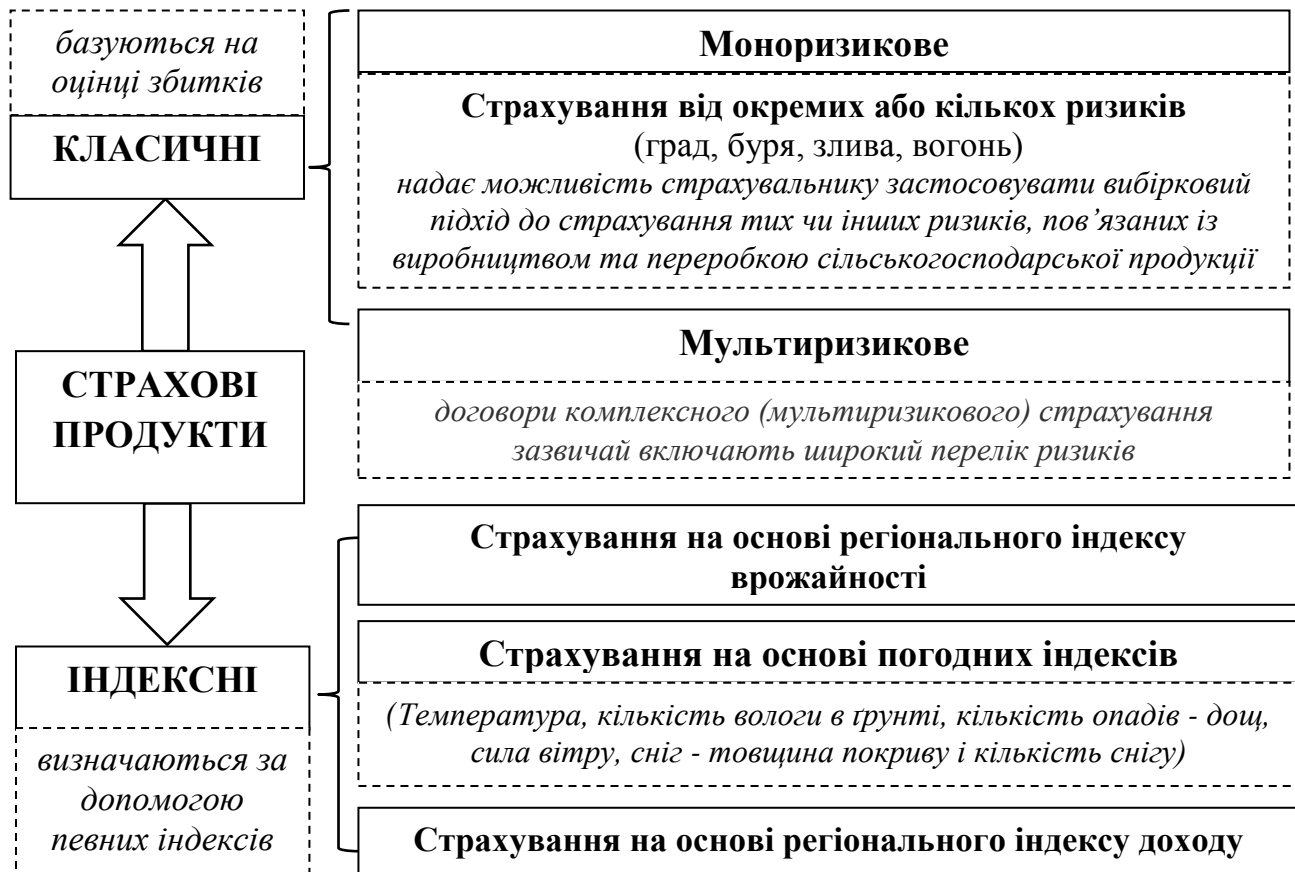 базуються на
оцінці збитків
КЛАСИЧНІ
Моноризикове
Страхування від окремих або кількох ризиків
(град, буря, злива, вогонь)
надає можливість страхувальнику застосовувати вибірковий
підхід до страхування тих чи інших ризиків, пов’язаних із
виробництвом та переробкою сільськогосподарської продукції
Мультиризикове
договори комплексного (мультиризикового) страхування
зазвичай включають широкий перелік ризиків
СТРАХОВІ
ПРОДУКТИ
ІНДЕКСНІ
визначаються за
допомогою
певних індексів
Страхування на основі регіонального індексу
врожайності
Страхування на основі погодних індексів
(Температура, кількість вологи в ґрунті, кількість опадів - дощ,
сила вітру, сніг - товщина покриву і кількість снігу)
Страхування на основі регіонального індексу доходу